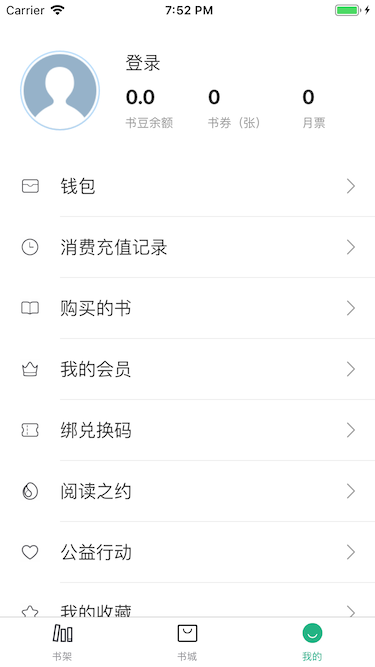 Carrier 7:52 PM
登录
0.0 0 0
书豆余额 书券（张） 月票
钱包
消费充值记录
购买的书
我的会员
绑兑换码
阅读之约
公益行动
我的收藏
书架 书城 我的